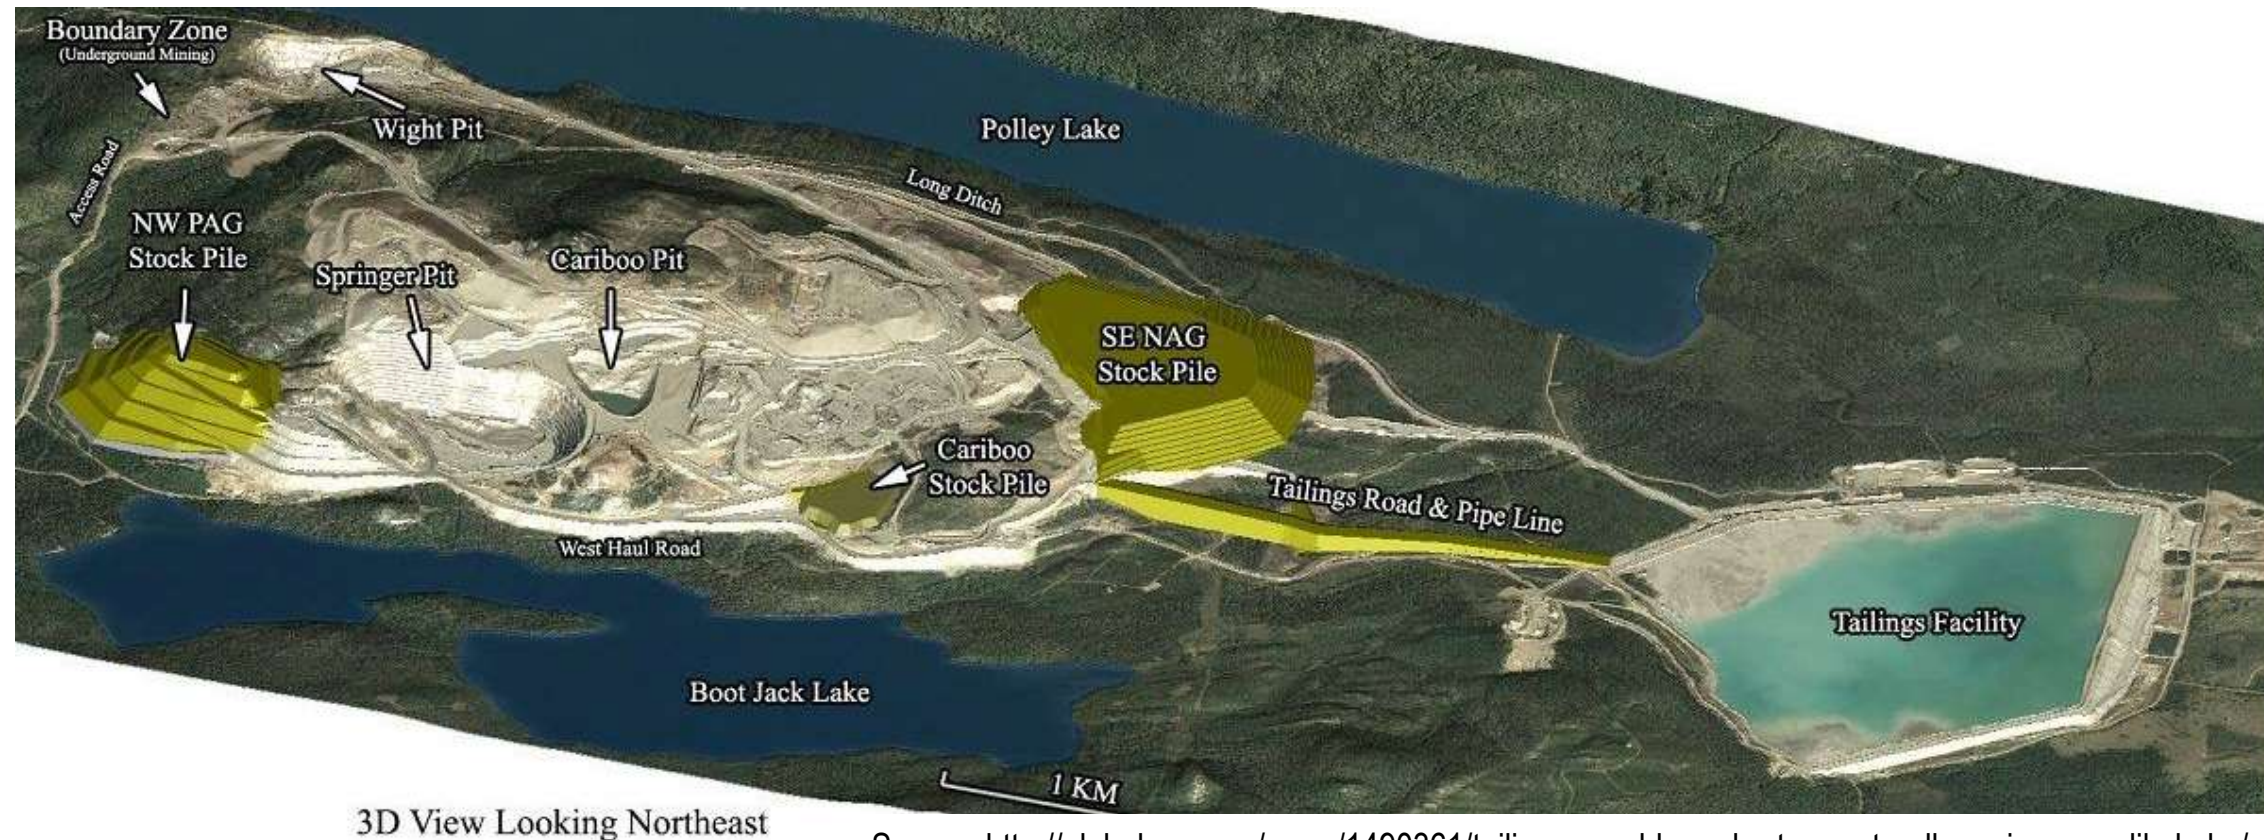 Boundary Zone
(Underground Mining)
Wight Pit
Polley Lake
Access Road
Long Ditch
NW PAG
Stock Pile
Springer Pit
Cariboo Pit
SE NAG
Stock Pile
Cariboo
Stock Pile
Tailings Road & Pipe Line
West Haul Road
Tailings Facility
Boot Jack Lake
1 KM
3D View Looking Northeast